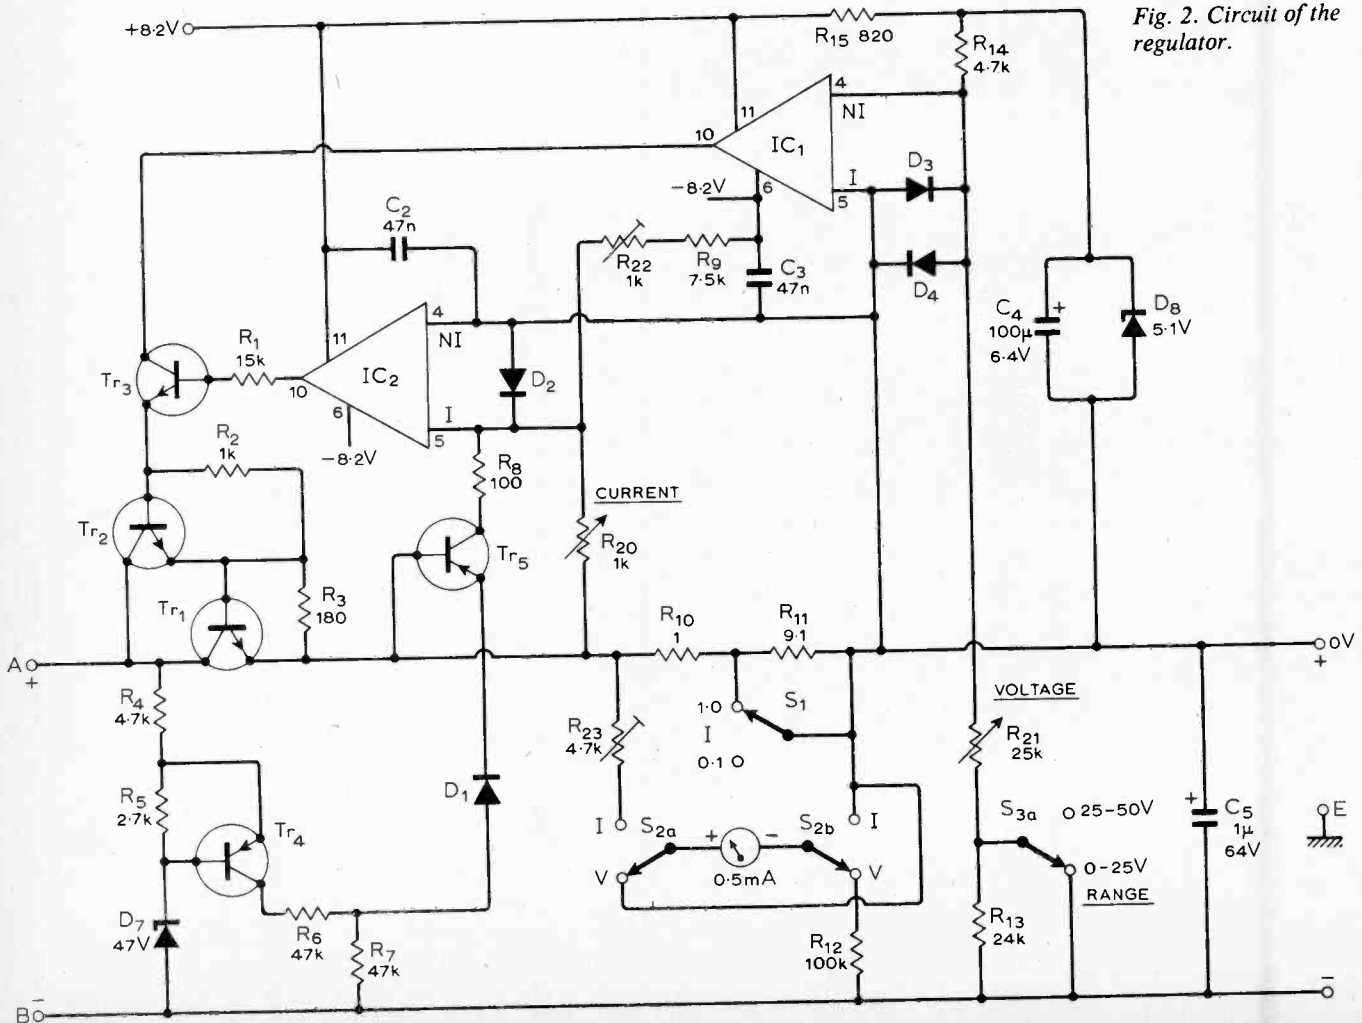 Fig. 2. Circuit of the
regulator.
+8·2V
R15 820
R14
4·7k
4
NI
11
10
IC1
I
5
6
−8·2V
D3
D4
C2
47n
R22
1k
R9
7·5k
C3
47n
C4
+
100μ
6·4V
D8
5·1V
R1
15k
11
4
NI
10
IC2
6
I
5
−8·2V
D2
Tr3
R2
1k
R8
100
CURRENT
R20
1k
Tr2
Tr5
R3
180
Tr1
A
+
R10
1
R11
9·1
0V
+
R4
4·7k
R23
4·7k
1·0
S1
I
0·1
VOLTAGE
R21
25k
R5
2·7k
Tr4
D1
I
S2a
+
−
S2b
I
V
0·5mA
V
S3a
25-50V
0-25V
RANGE
+
C5
1μ
64V
E
D7
47V
R6
47k
R7
47k
R12
100k
R13
24k
B
−
−